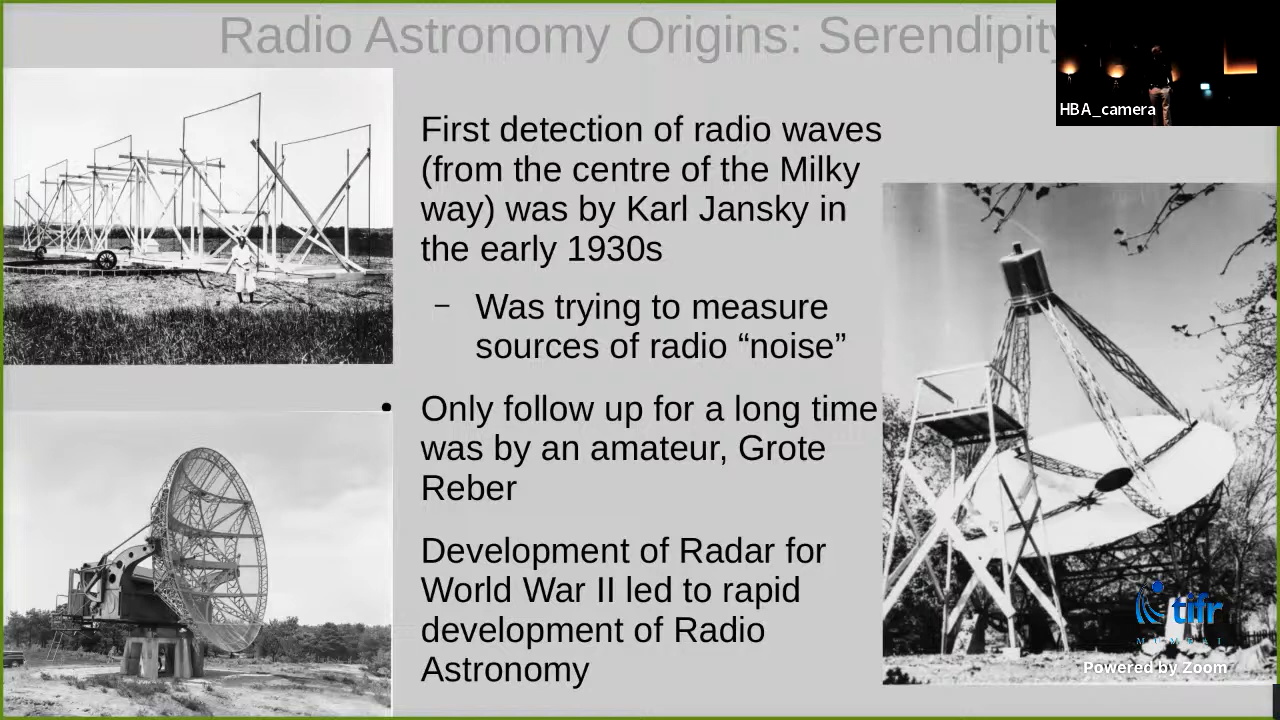 Radio Astronomy Origins: Serendipity
HBA_camera
First detection of radio waves
(from the centre of the Milky
way) was by Karl Jansky in
the early 1930s
– Was trying to measure
sources of radio “noise”
• Only follow up for a long time
was by an amateur, Grote
Reber
Development of Radar for
World War II led to rapid
development of Radio
Astronomy
tifr
MUMBAI
Powered by Zoom